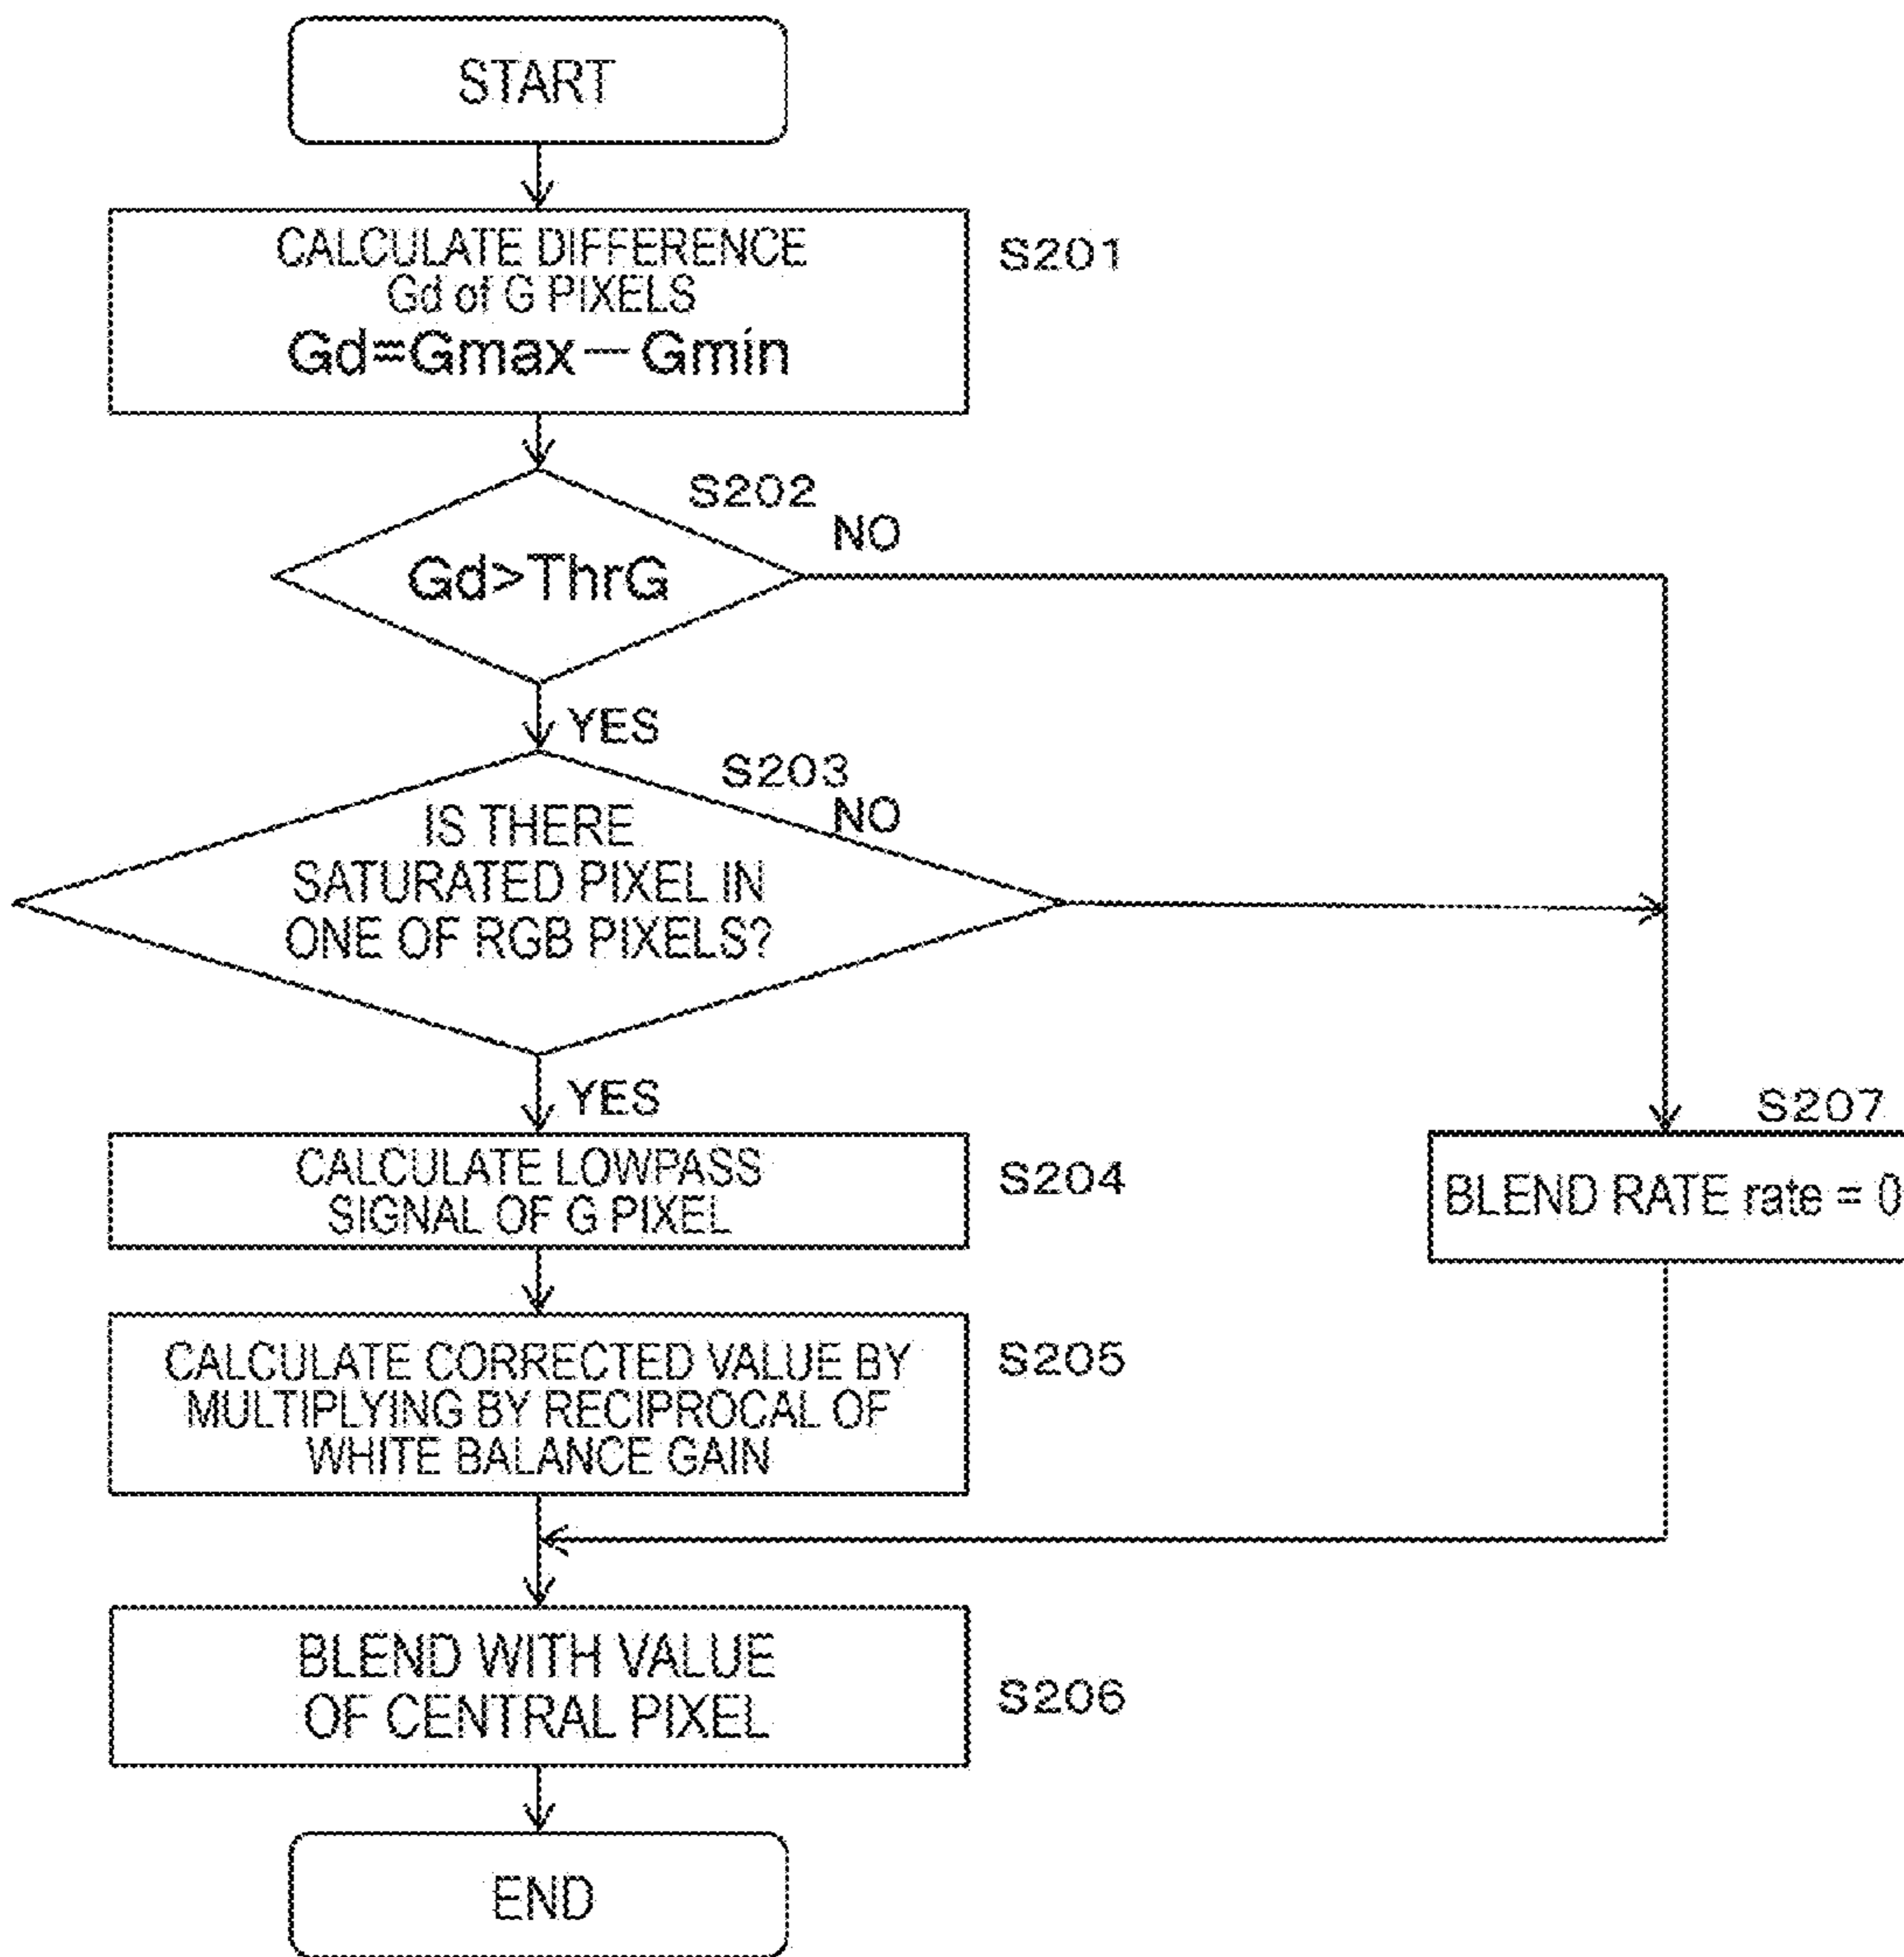 START
CALCULATE DIFFERENCE
Gd of G PIXELS
Gd=Gmax－Gmin
S201
S202
Gd>ThrG
NO
YES
S203
NO
IS THERE
SATURATED PIXEL IN
ONE OF RGB PIXELS?
YES
CALCULATE LOWPASS
SIGNAL OF G PIXEL
S204
S207
BLEND RATE rate = 0
CALCULATE CORRECTED VALUE BY
MULTIPLYING BY RECIPROCAL OF
WHITE BALANCE GAIN
S205
BLEND WITH VALUE
OF CENTRAL PIXEL
S206
END